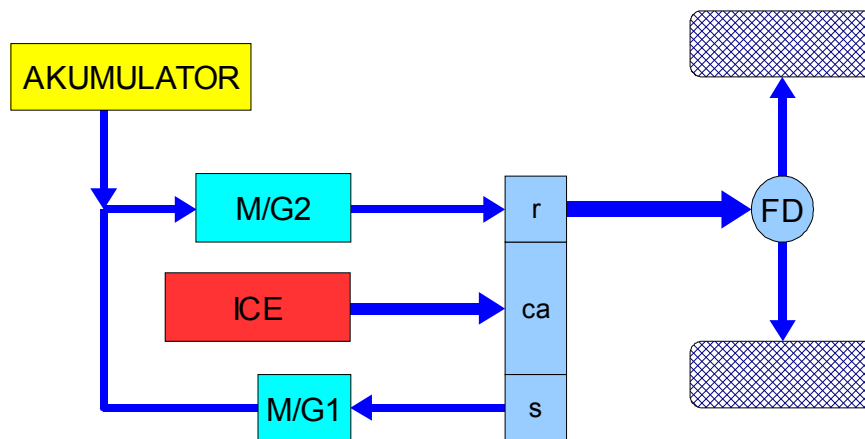 AKUMULATOR
M/G2
r
FD
ICE
ca
M/G1
s